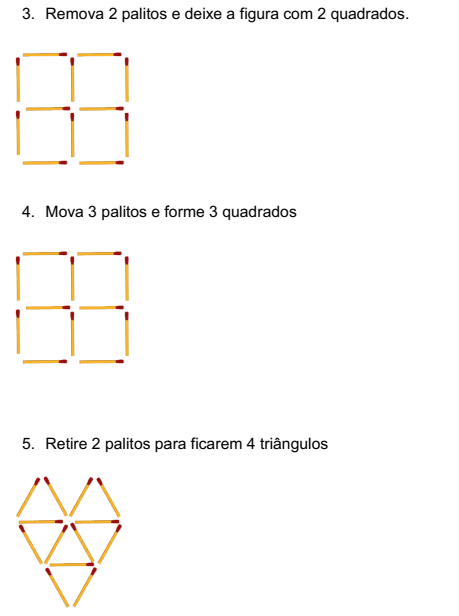 3. Remova 2 palitos e deixe a figura com 2 quadrados.
4. Mova 3 palitos e forme 3 quadrados
5. Retire 2 palitos para ficarem 4 triângulos